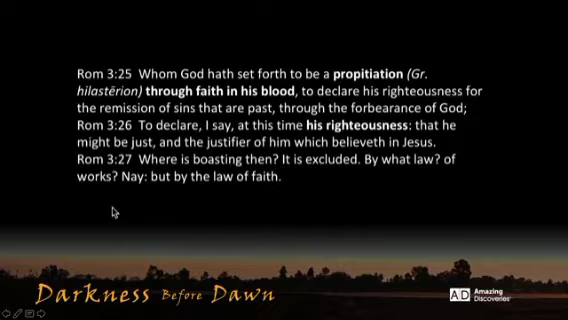 Rom 3:25 Whom God hath set forth to be a propitiation (Gr.
hilastērion) through faith in his blood, to declare his righteousness for
the remission of sins that are past, through the forbearance of God;
Rom 3:26 To declare, I say, at this time his righteousness: that he
might be just, and the justifier of him which believeth in Jesus.
Rom 3:27 Where is boasting then? It is excluded. By what law? of
works? Nay: but by the law of faith.
Darkness Before Dawn
AD Amazing
Discoveries